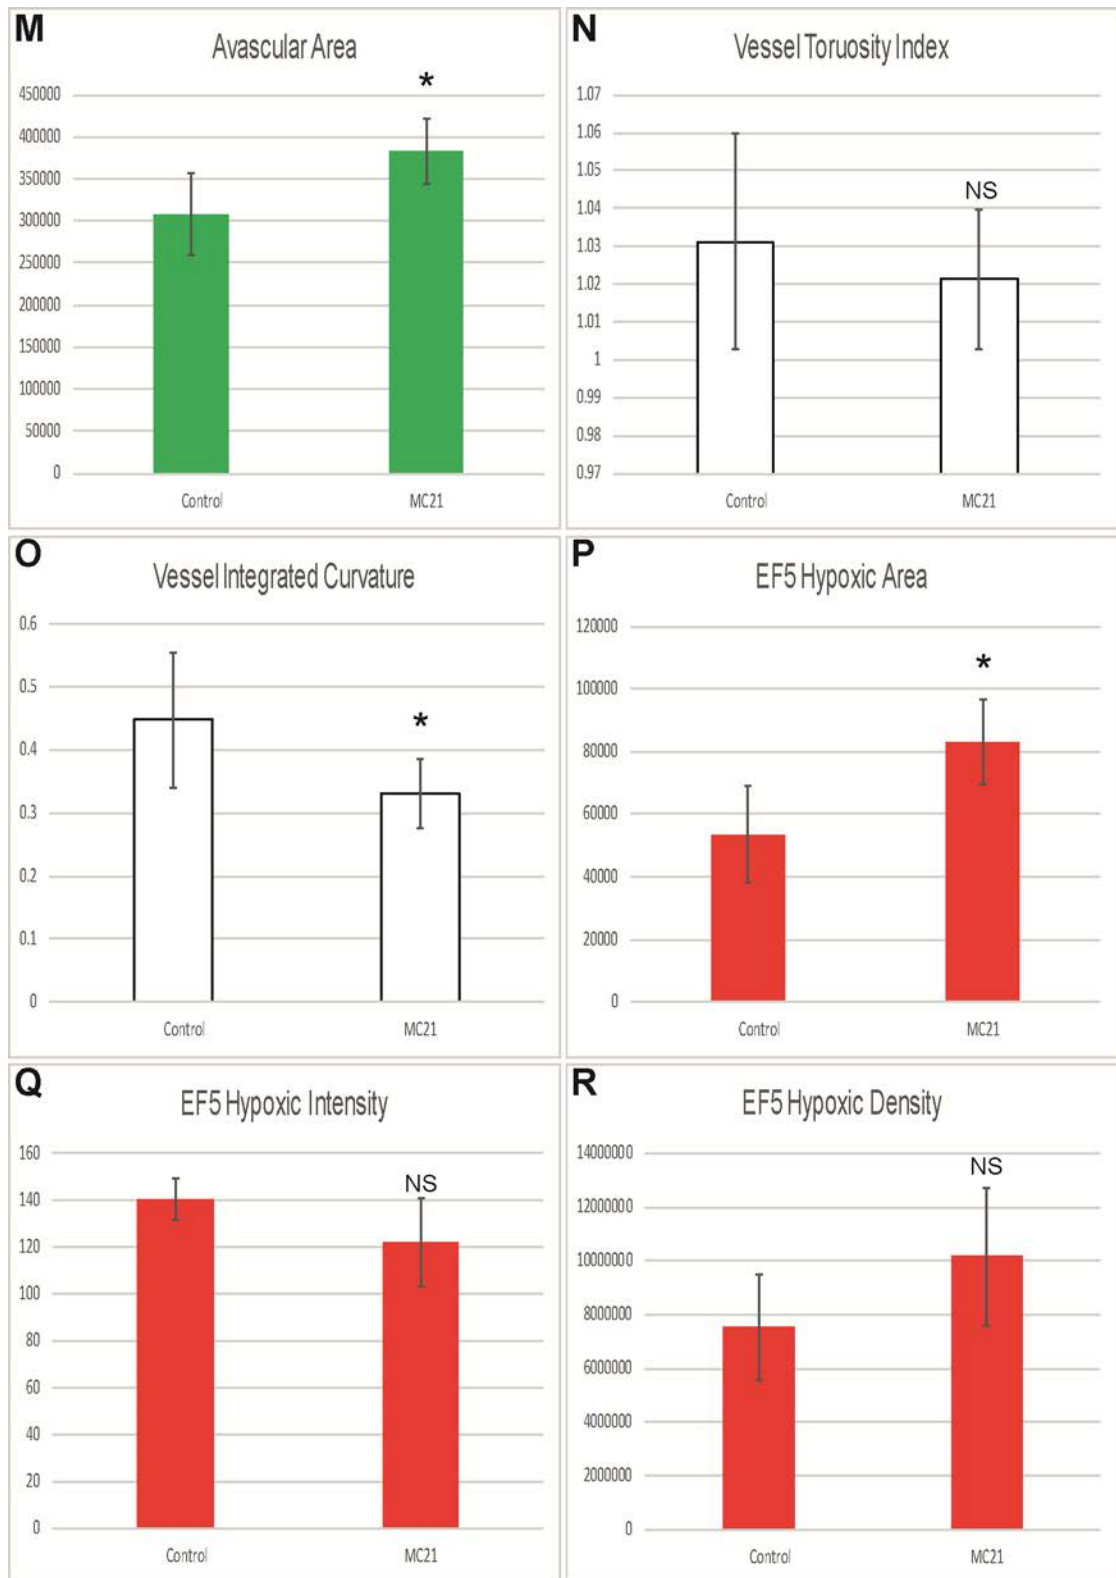 M
Avascular Area
*
450000
400000
350000
300000
250000
200000
150000
100000
50000
0
Control MC21
N
Vessel Toruosity Index
NS
1.07
1.06
1.05
1.04
1.03
1.02
1.01
1
0.99
0.98
0.97
Control MC21
O
Vessel Integrated Curvature
*
0.6
0.5
0.4
0.3
0.2
0.1
0
Control MC21
P
EF5 Hypoxic Area
*
120000
100000
80000
60000
40000
20000
0
Control MC21
Q
EF5 Hypoxic Intensity
NS
160
140
120
100
80
60
40
20
0
Control MC21
R
EF5 Hypoxic Density
NS
14000000
12000000
10000000
8000000
6000000
4000000
2000000
0
Control MC21